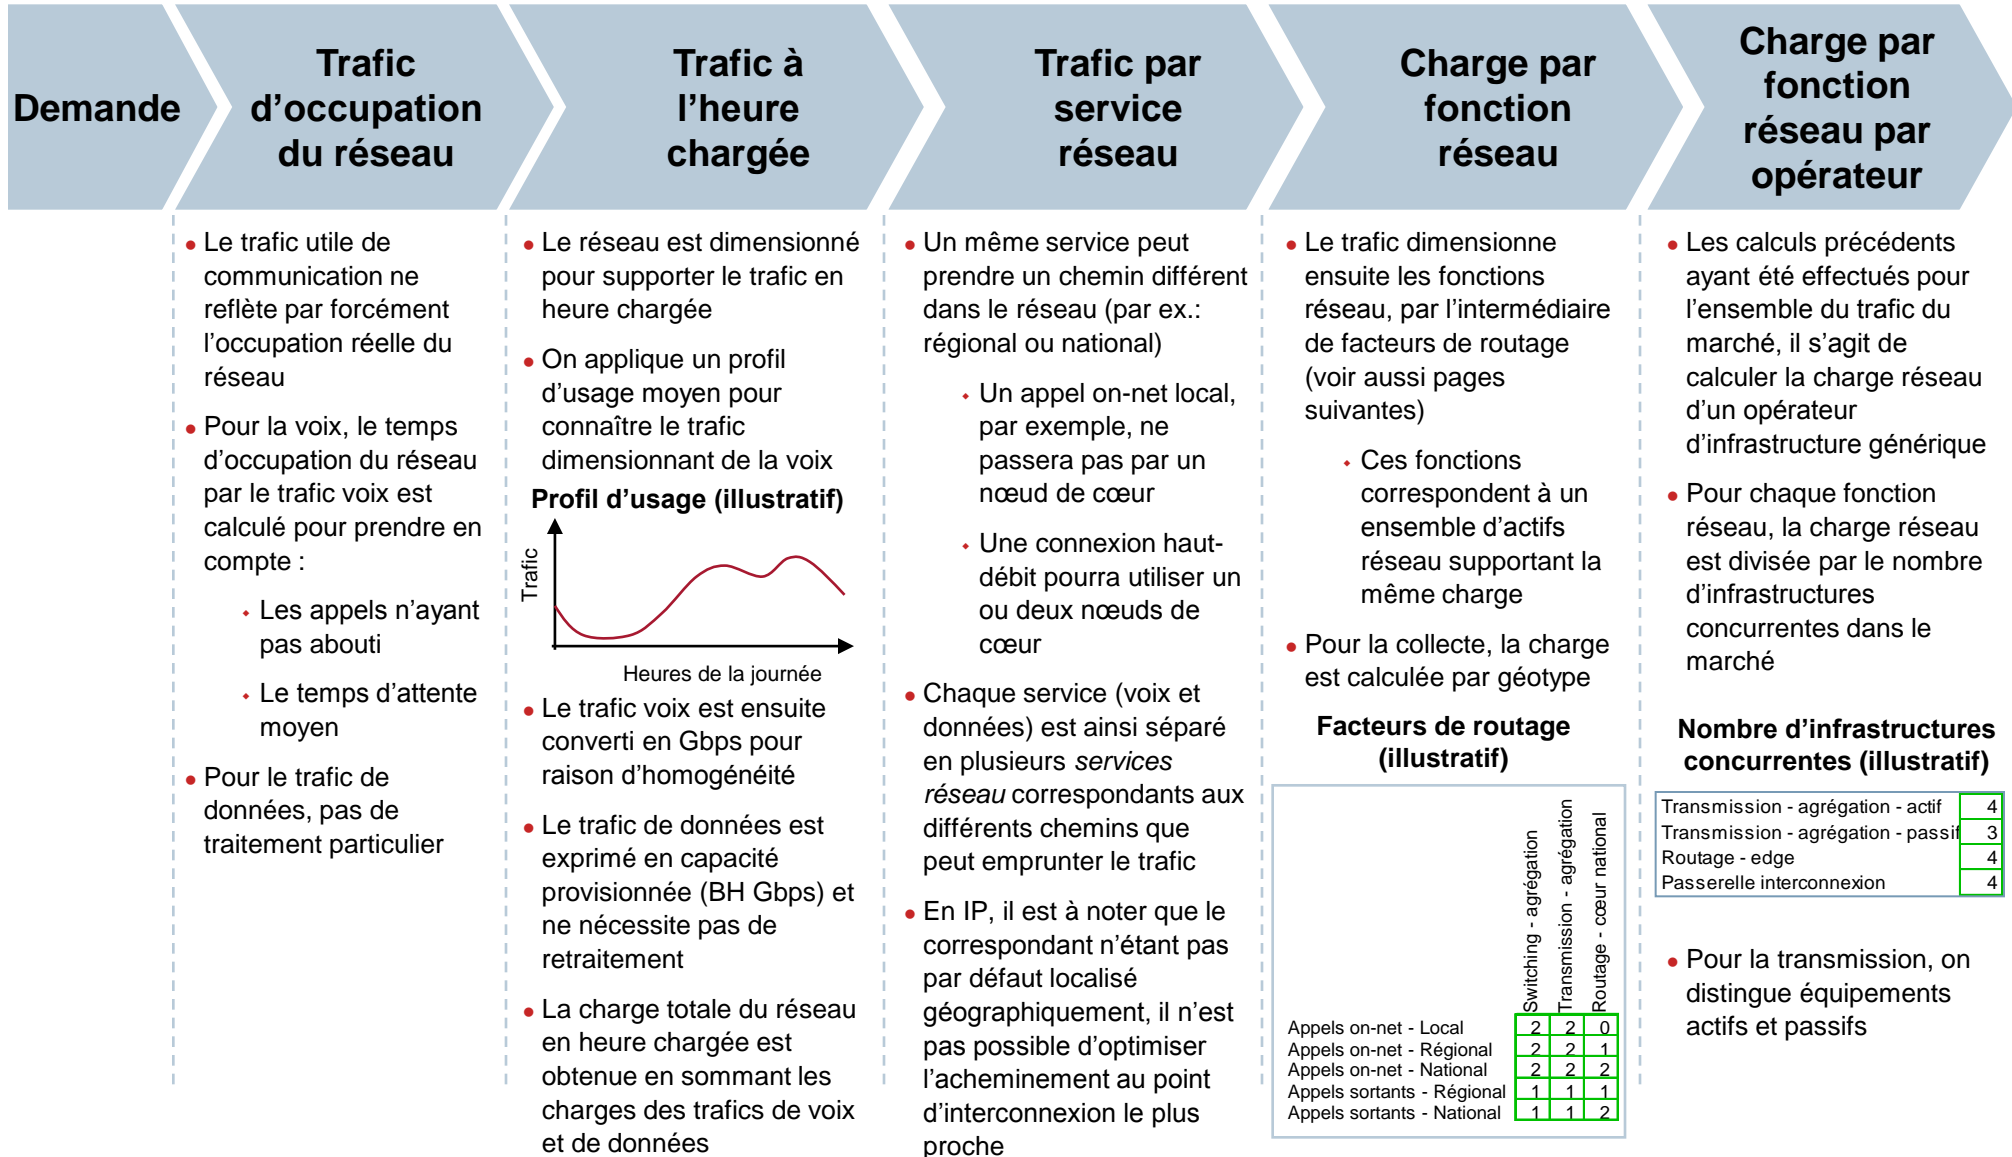 Demande
Trafic
d’occupation
du réseau
Trafic à
l’heure
chargée
Trafic par
service
réseau
Charge par
fonction
réseau
Charge par
fonction
réseau par
opérateur
Le trafic utile de
communication ne
reflète par forcément
l’occupation réelle du
réseau
Pour la voix, le temps
d’occupation du réseau
par le trafic voix est
calculé pour prendre en
compte :
Les appels n’ayant
pas abouti
Le temps d’attente
moyen
Pour le trafic de
données, pas de
traitement particulier
Le réseau est dimensionné
pour supporter le trafic en
heure chargée
On applique un profil
d’usage moyen pour
connaître le trafic
dimensionnant de la voix
Profil d’usage (illustratif)
Trafic
Heures de la journée
Le trafic voix est ensuite
converti en Gbps pour
raison d’homogénéité
Le trafic de données est
exprimé en capacité
provisionnée (BH Gbps) et
ne nécessite pas de
retraitement
La charge totale du réseau
en heure chargée est
obtenue en sommant les
charges des trafics de voix
et de données
Un même service peut
prendre un chemin différent
dans le réseau (par ex.:
régional ou national)
Un appel on-net local,
par exemple, ne
passera pas par un
nœud de cœur
Une connexion haut-
débit pourra utiliser un
ou deux nœuds de
cœur
Chaque service (voix et
données) est ainsi séparé
en plusieurs services
réseau correspondants aux
différents chemins que
peut emprunter le trafic
En IP, il est à noter que le
correspondant n’étant pas
par défaut localisé
géographiquement, il n’est
pas possible d’optimiser
l’acheminement au point
d’interconnexion le plus
proche
Le trafic dimensionne
ensuite les fonctions
réseau, par l’intermédiaire
de facteurs de routage
(voir aussi pages
suivantes)
Ces fonctions
correspondent à un
ensemble d’actifs
réseau supportant la
même charge
Pour la collecte, la charge
est calculée par géotype
Facteurs de routage
(illustratif)
Switching - agrégation
Transmission - agrégation
Routage - cœur national
Appels on-net - Local 2 2 0
Appels on-net - Régional 2 2 1
Appels on-net - National 2 2 2
Appels sortants - Régional 1 1 1
Appels sortants - National 1 1 2
Les calculs précédents
ayant été effectués pour
l’ensemble du trafic du
marché, il s’agit de
calculer la charge réseau
d’un opérateur
d’infrastructure générique
Pour chaque fonction
réseau, la charge réseau
est divisée par le nombre
d’infrastructures
concurrentes dans le
marché
Nombre d’infrastructures
concurrentes (illustratif)
Transmission - agrégation - actif 4
Transmission - agrégation - passif 3
Routage - edge 4
Passerelle interconnexion 4
Pour la transmission, on
distingue équipements
actifs et passifs